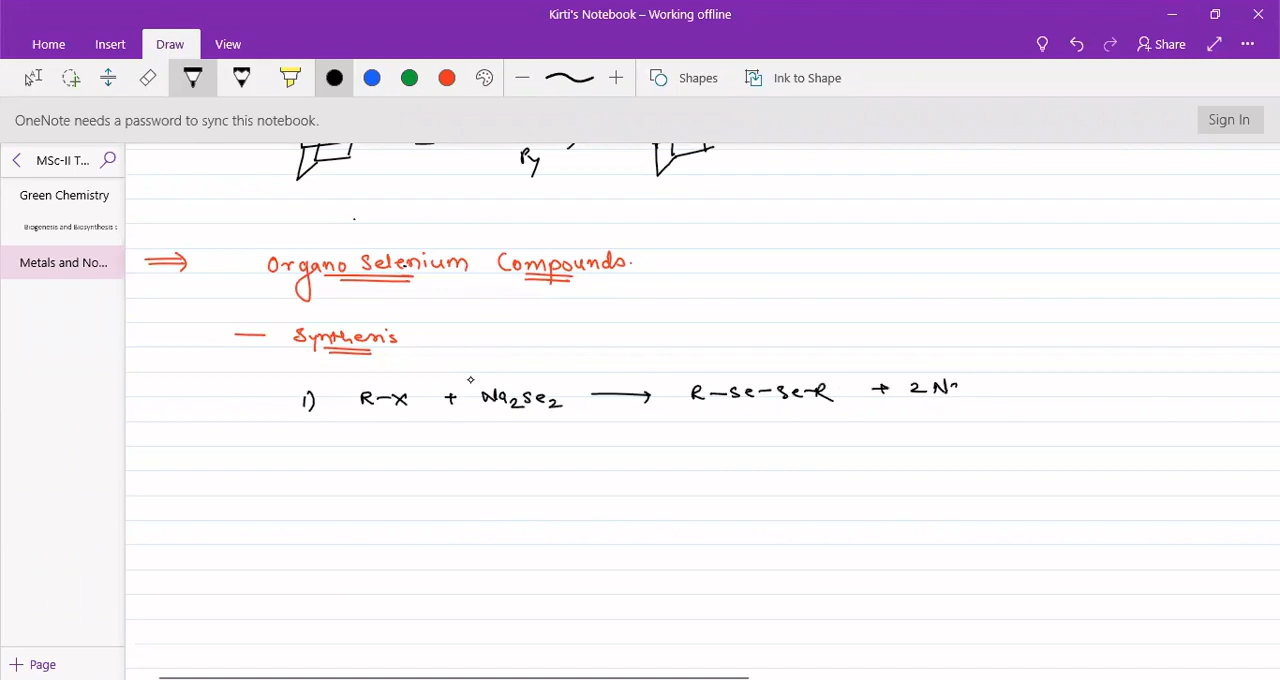 Kirti's Notebook – Working offline
Home Insert Draw View
Share
Shapes Ink to Shape
OneNote needs a password to sync this notebook.
Sign In
MSc-II T...
Green Chemistry
Biogenesis and Biosynthesis
Metals and No...
Py
⇒ Organo Selenium Compounds.
— Synthesis
1) R-X + Na2Se2 ⟶ R-Se-Se-R + 2 Na
+ Page